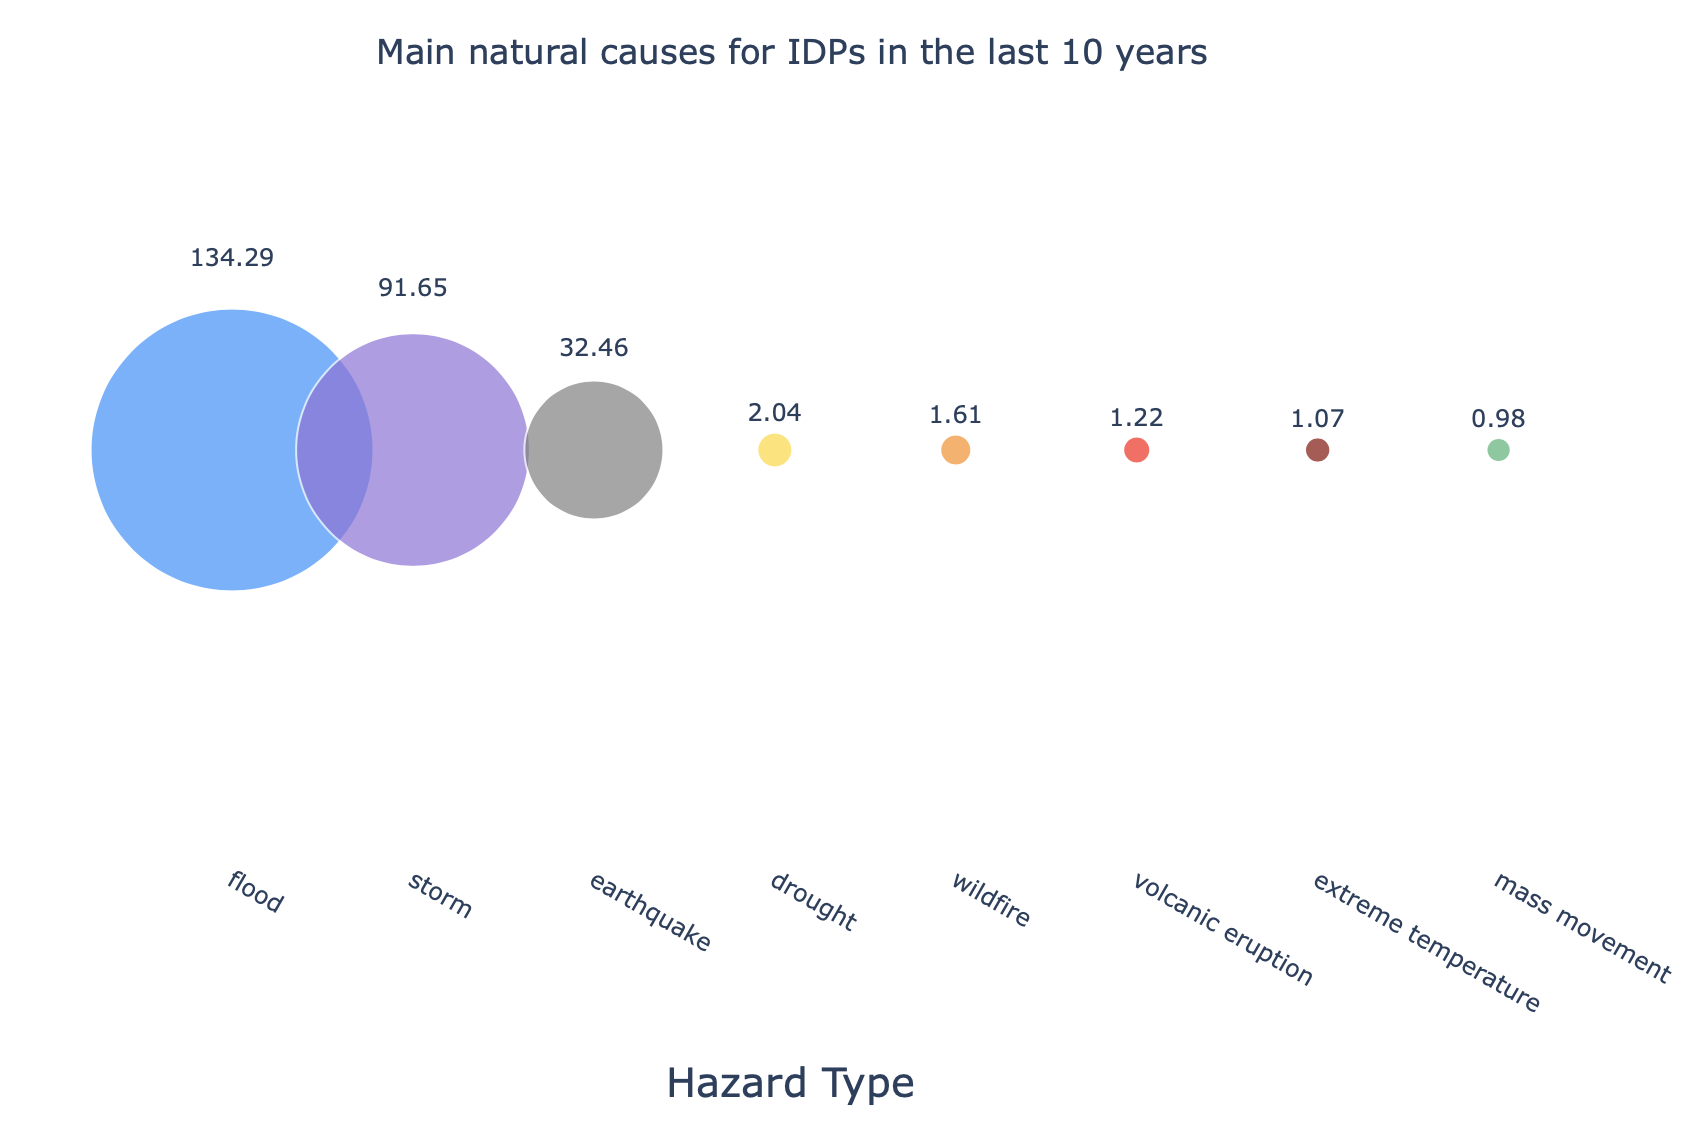 Main natural causes for IDPs in the last 10 years
134.29
91.65
32.46
2.04
1.61
1.22
1.07
0.98
flood
storm
earthquake
drought
wildfire
volcanic eruption
extreme temperature
mass movement
Hazard Type